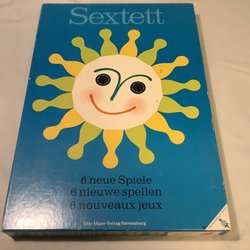 Sextett
6 neue Spiele
6 nieuwe spellen
6 nouveaux jeux
Otto Maier Verlag Ravensburg